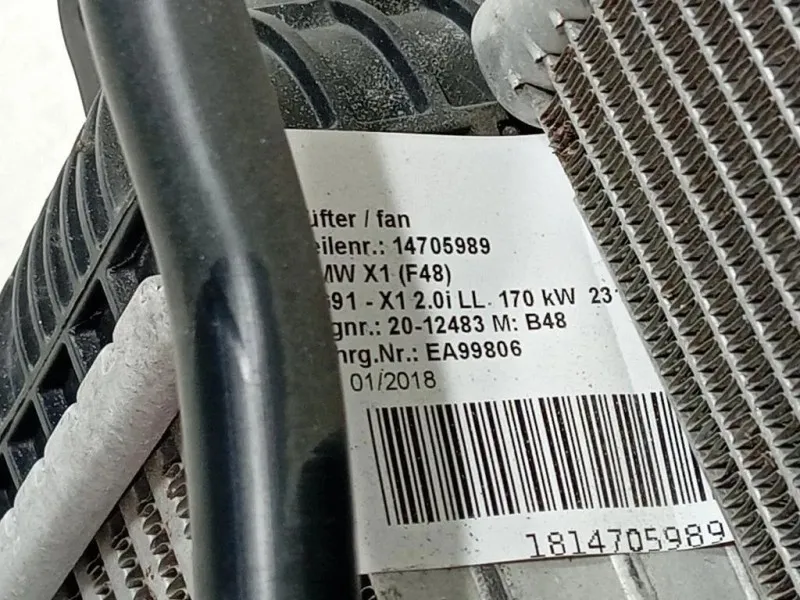 üfter / fan
eilenr.: 14705989
MW X1 (F48)
91 - X1 2.0i LL 170 kW 23
gnr.: 20-12483 M: B48
hrg.Nr.: EA99806
01/2018
1814705989